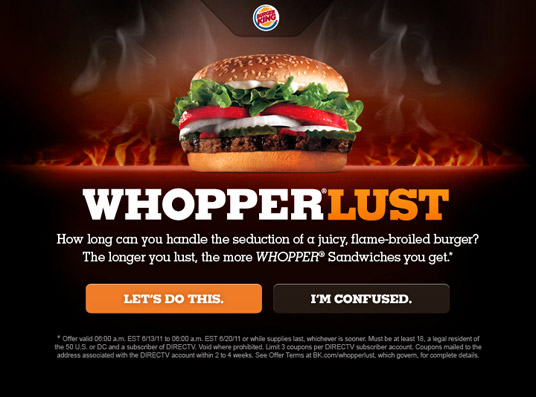 BURGER
KING
WHOPPER®LUST
How long can you handle the seduction of a juicy, flame-broiled burger?
The longer you lust, the more WHOPPER® Sandwiches you get.*
LET'S DO THIS.
I'M CONFUSED.
* Offer valid 06:00 a.m. EST 6/13/11 to 06:00 a.m. EST 6/20/11 or while supplies last, whichever is sooner. Must be at least 18, a legal resident of
the 50 U.S. or DC and a subscriber of DIRECTV. Void where prohibited. Limit 3 coupons per DIRECTV subscriber account. Coupons mailed to the
address associated with the DIRECTV account within 2 to 4 weeks. See Offer Terms at BK.com/whopperlust, which govern, for complete details.